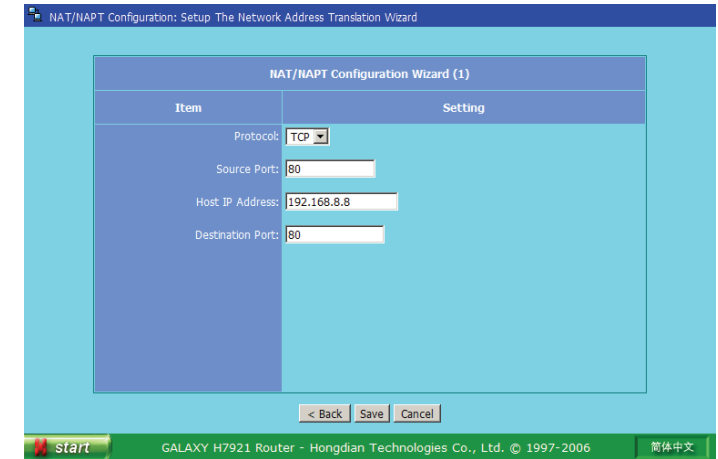 NAT/NAPT Configuration: Setup The Network Address Translation Wizard
NAT/NAPT Configuration Wizard (1)
Item Setting
Protocol: TCP
Source Port: 80
Host IP Address: 192.168.8.8
Destination Port: 80
< Back Save Cancel
start GALAXY H7921 Router - Hongdian Technologies Co., Ltd. © 1997-2006 简体中文